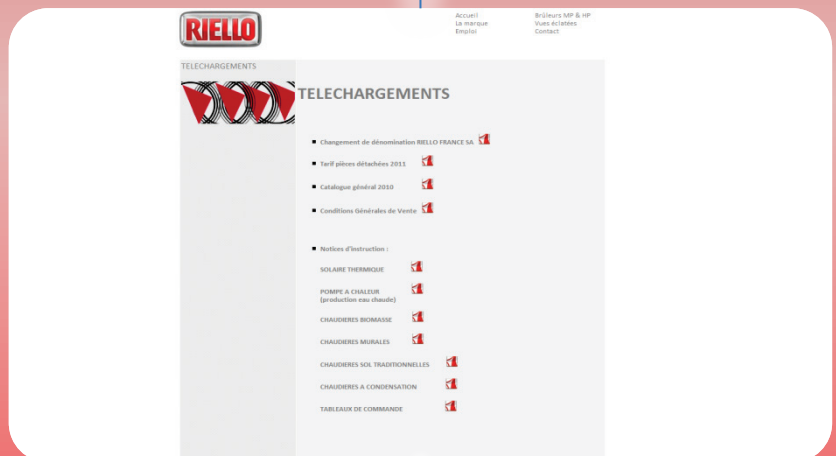 RIELLO
Accueil
La marque
Emploi
Brûleurs MP & HP
Vues éclatées
Contact
TELECHARGEMENTS
TELECHARGEMENTS
Changement de dénomination RIELLO FRANCE SA
Tarif pièces détachées 2011
Catalogue général 2010
Conditions Générales de Vente
Notices d'instruction :
SOLAIRE THERMIQUE
POMPE A CHALEUR
(production eau chaude)
CHAUDIERES BIOMASSE
CHAUDIERES MURALES
CHAUDIERES SOL TRADITIONNELLES
CHAUDIERES A CONDENSATION
TABLEAUX DE COMMANDE